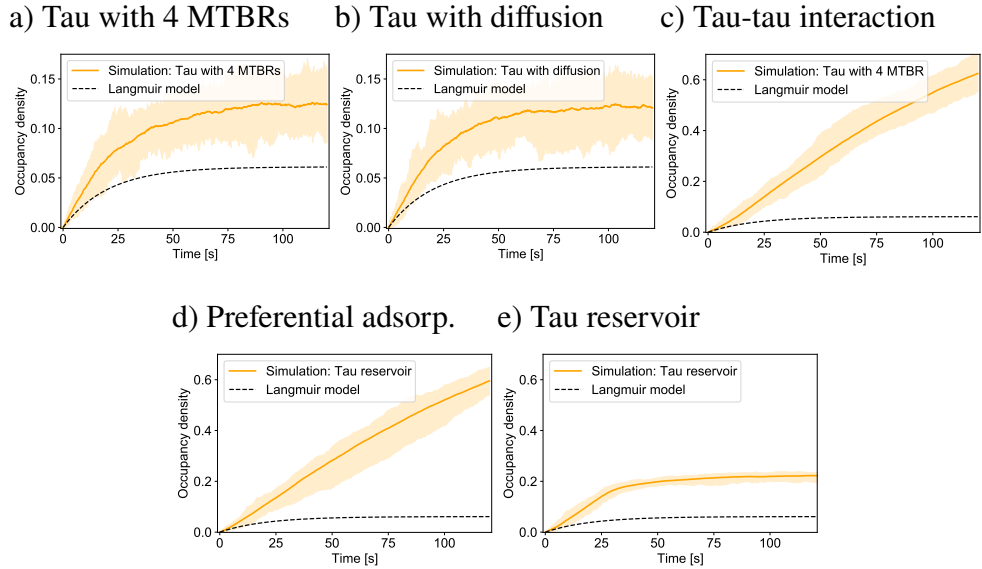 a) Tau with 4 MTBRs
b) Tau with diffusion
c) Tau-tau interaction
Simulation: Tau with 4 MTBRs
Langmuir model
Occupancy density
0.15
0.10
0.05
0.00
0
25
50
75
100
Time [s]
Simulation: Tau with diffusion
Langmuir model
Occupancy density
0.15
0.10
0.05
0.00
0
25
50
75
100
Time [s]
Simulation: Tau with 4 MTBR
Langmuir model
Occupancy density
0.6
0.4
0.2
0.0
0
25
50
75
100
Time [s]
d) Preferential adsorp.
e) Tau reservoir
Simulation: Tau reservoir
Langmuir model
Occupancy density
0.6
0.4
0.2
0.0
0
25
50
75
100
Time [s]
Simulation: Tau reservoir
Langmuir model
Occupancy density
0.6
0.4
0.2
0.0
0
25
50
75
100
Time [s]